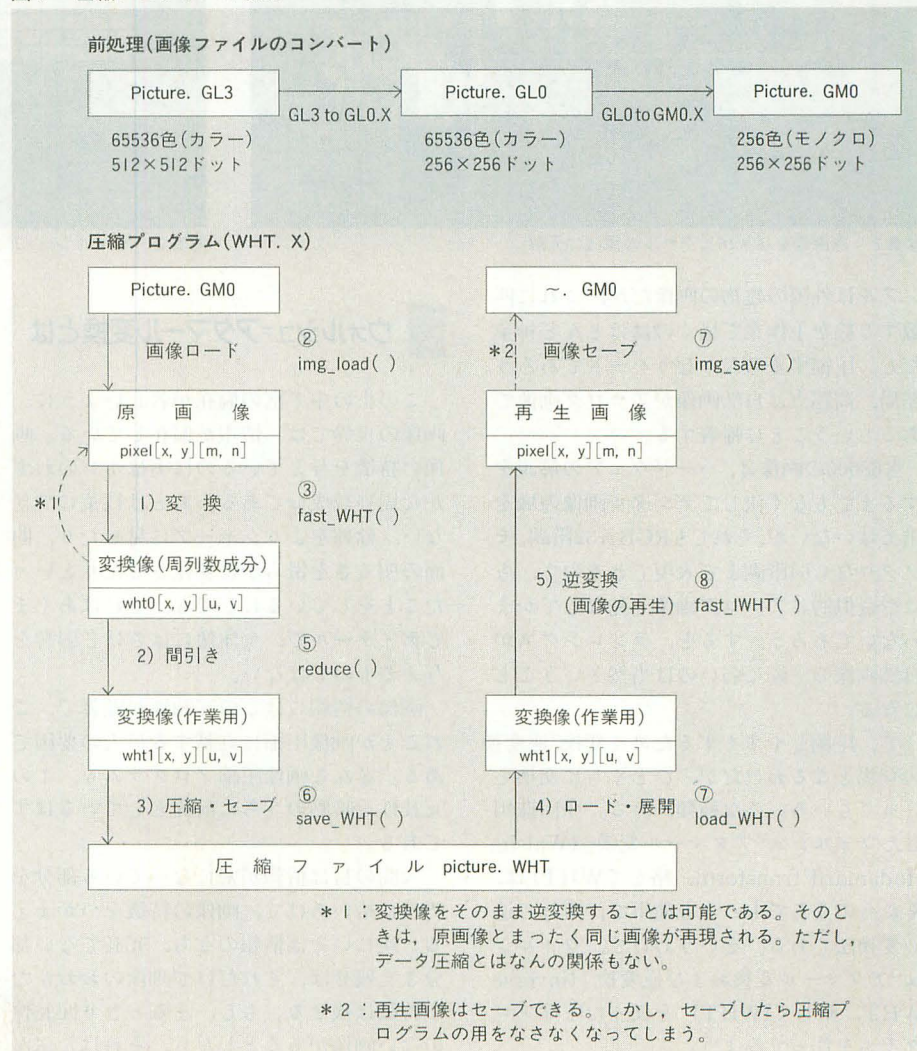 前処理(画像ファイルのコンバート)
Picture. GL3
Picture. GL0
Picture. GM0
GL3 to GL0.X
GL0 to GM0.X
65536色(カラー)
512×512ドット
65536色(カラー)
256×256ドット
256色(モノクロ)
256×256ドット
圧縮プログラム(WHT. X)
Picture. GM0
画像ロード
②
img_load( )
原画像
pixel[x, y][m, n]
*1
1) 変換
③
fast_WHT( )
変換像(周列数成分)
wht0[x, y][u, v]
2) 間引き
⑤
reduce( )
変換像(作業用)
wht1[x, y][u, v]
3) 圧縮・セーブ
⑥
save_WHT( )
~. GM0
*2
画像セーブ
⑦
img_save( )
再生画像
pixel[x, y][m, n]
5) 逆変換
(画像の再生)
⑧
fast_IWHT( )
変換像(作業用)
wht1[x, y][u, v]
4) ロード・展開
⑦
load_WHT( )
圧縮ファイル picture. WHT
*1:変換像をそのまま逆変換することは可能である。そのと
きは,原画像とまったく同じ画像が再現される。ただし,
データ圧縮とはなんの関係もない。
*2:再生画像はセーブできる。しかし,セーブしたら圧縮プ
ログラムの用をなさなくなってしまう。